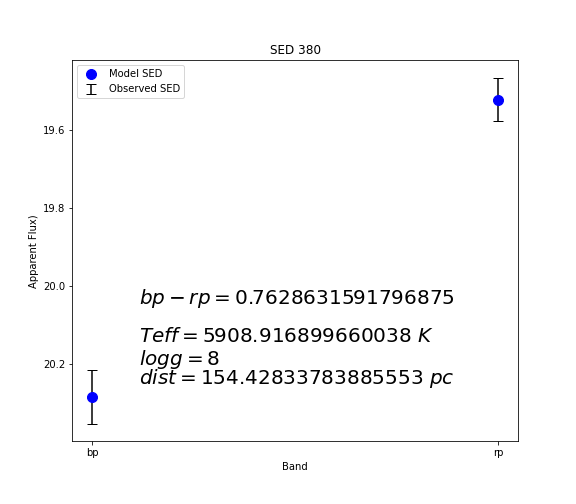 SED 380
Model SED
Observed SED
19.6
19.8
20.0
20.2
Apparent Flux)
bp − rp = 0.7628631591796875
Teff = 5908.916899660038 K
logg = 8
dist = 154.42833783885553 pc
bp
rp
Band